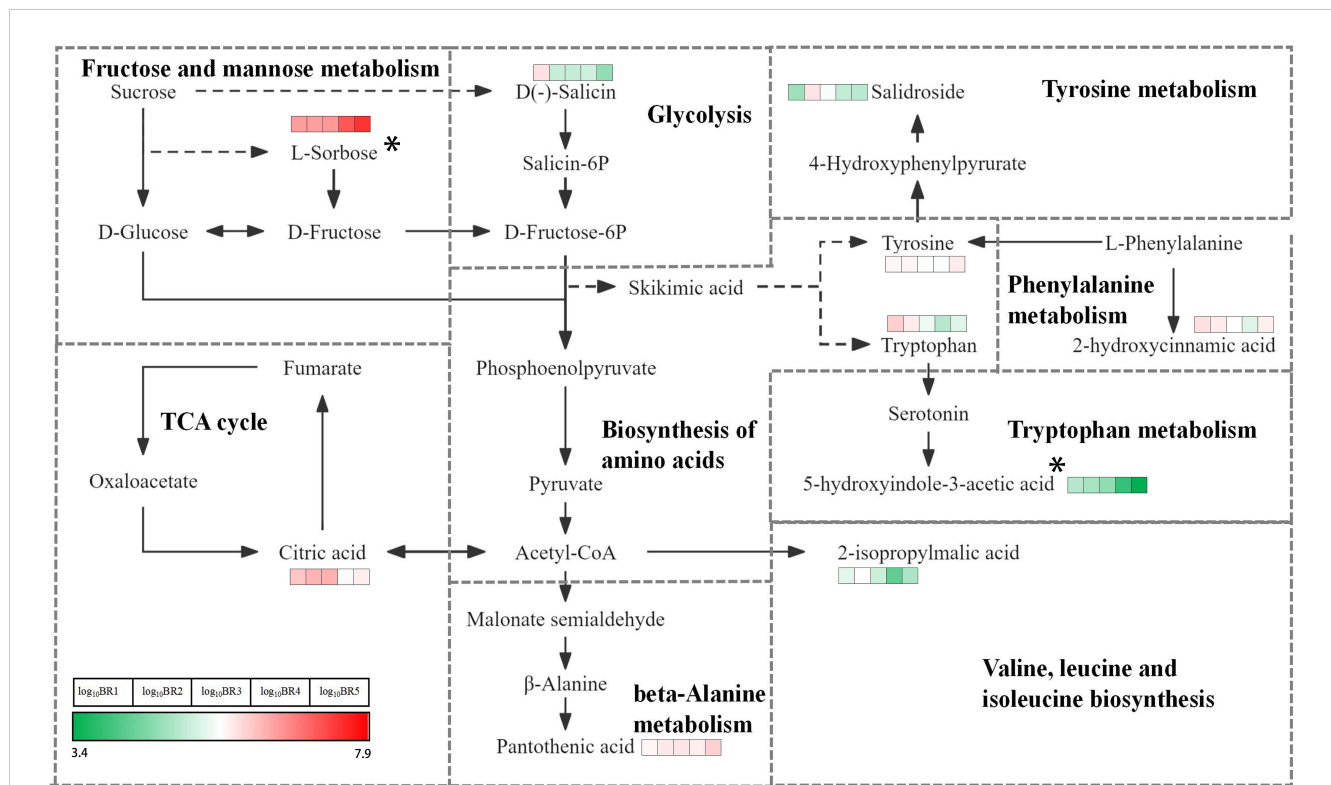 Fructose and mannose metabolism
Sucrose
L-Sorbose *
D-Glucose
D-Fructose
D(-)-Salicin
Glycolysis
Salicin-6P
D-Fructose-6P
Salidroside
Tyrosine metabolism
4-Hydroxyphenylpyrurate
Tyrosine
L-Phenylalanine
Skikimic acid
Phenylalanine
metabolism
Tryptophan
2-hydroxycinnamic acid
Fumarate
TCA cycle
Oxaloacetate
Citric acid
Phosphoenolpyruvate
Biosynthesis of
amino acids
Pyruvate
Acetyl-CoA
Serotonin
Tryptophan metabolism
5-hydroxyindole-3-acetic acid *
2-isopropylmalic acid
Valine, leucine and
isoleucine biosynthesis
Malonate semialdehyde
β-Alanine
beta-Alanine
metabolism
Pantothenic acid
log₁₀BR1 log₁₀BR2 log₁₀BR3 log₁₀BR4 log₁₀BR5
3.4 7.9